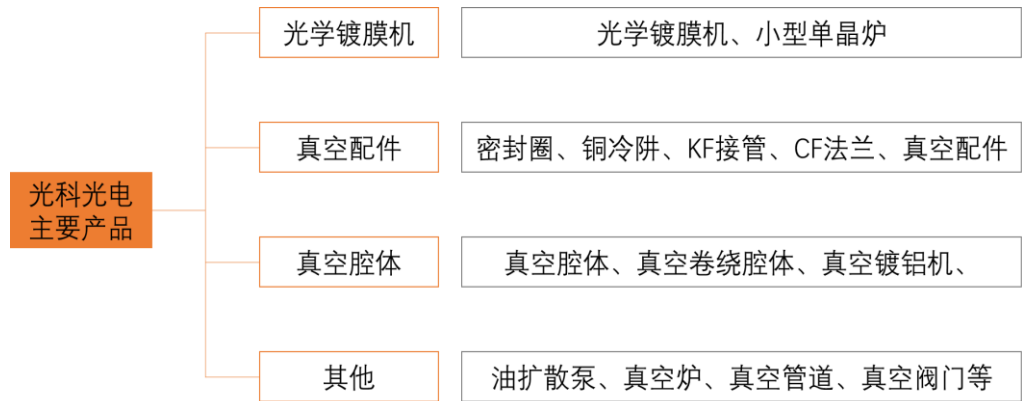 光学镀膜机
光学镀膜机、小型单晶炉
真空配件
密封圈、铜冷阱、KF接管、CF法兰、真空配件
光科光电
主要产品
真空腔体
真空腔体、真空卷绕腔体、真空镀铝机、
其他
油扩散泵、真空炉、真空管道、真空阀门等